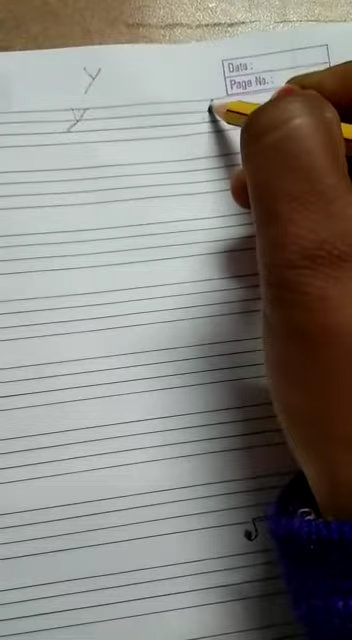 y
Date :
Page No. :
y